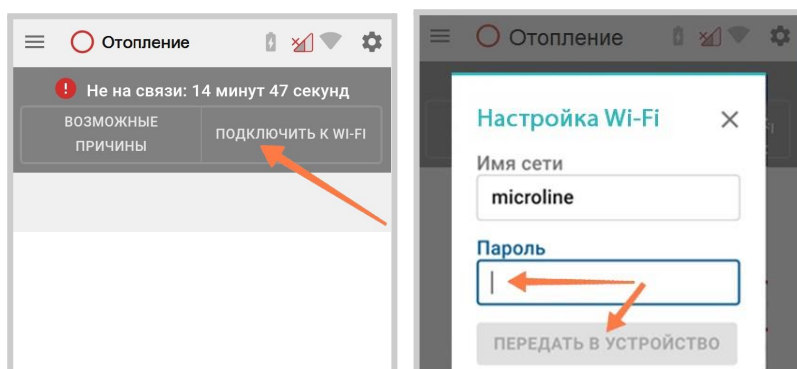 Отопление
Не на связи: 14 минут 47 секунд
ВОЗМОЖНЫЕ
ПРИЧИНЫ
ПОДКЛЮЧИТЬ К WI-FI
Отопление
Настройка Wi-Fi
Имя сети
microline
Пароль
ПЕРЕДАТЬ В УСТРОЙСТВО